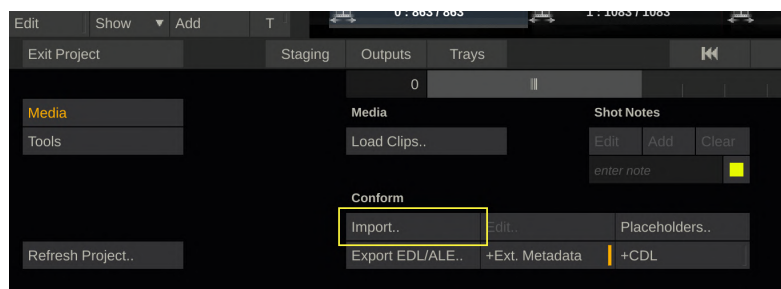 Edit Show ▼ Add T 0 : 863 / 863 1 : 1083 / 1083
Exit Project Staging Outputs Trays
0
Media Media Shot Notes
Tools Load Clips.. Edit Add Clear
enter note
Conform
Import.. Edit.. Placeholders..
Refresh Project.. Export EDL/ALE.. +Ext. Metadata +CDL